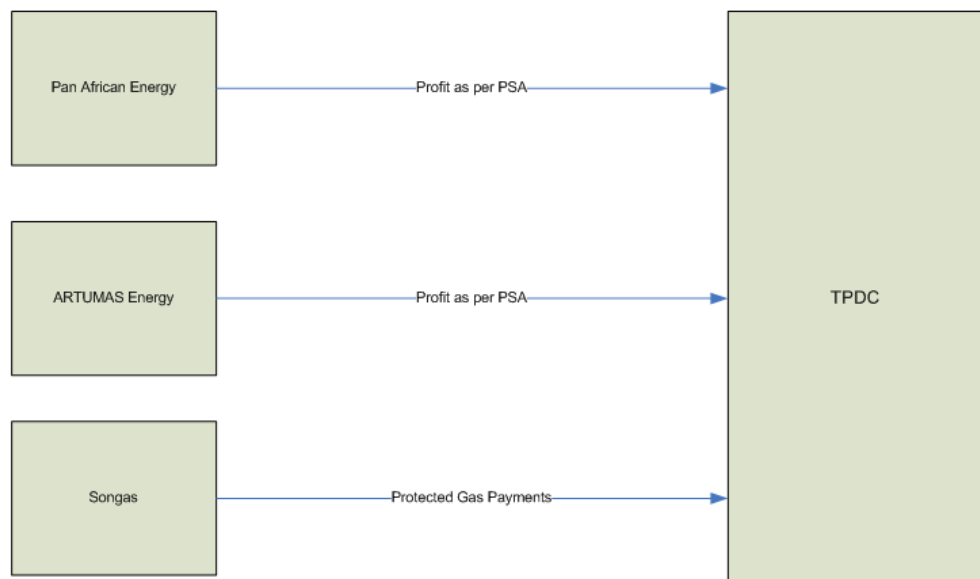 Pan African Energy
Profit as per PSA
ARTUMAS Energy
Profit as per PSA
TPDC
Songas
Protected Gas Payments